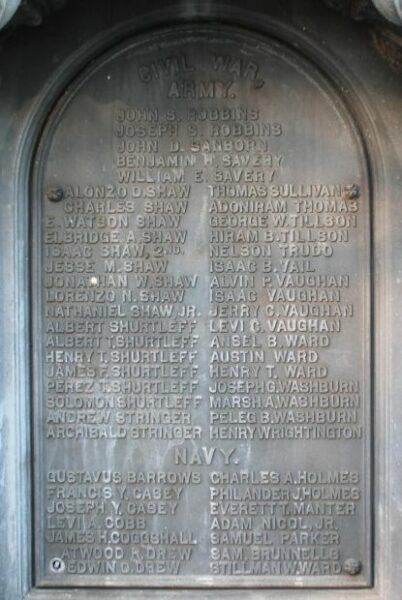 CIVIL WAR,
ARMY.
JOHN S. ROBBINS
JOSEPH S. ROBBINS
JOHN D. SANBORN
BENJAMIN H. SAVERY
WILLIAM E. SAVERY
ALONZO D. SHAW THOMAS SULLIVAN
CHARLES SHAW ADONIRAM THOMAS
E. WATSON SHAW GEORGE W. TILLSON
ELBRIDGE A. SHAW HIRAM B. TILLSON
ISAAC SHAW, 2ND. NELSON TRUDO
JESSE M. SHAW ISAAC B. VAIL
JONATHAN W. SHAW ALVIN P. VAUGHAN
LORENZO N. SHAW ISAAC VAUGHAN
NATHANIEL SHAW JR. JERRY C. VAUGHAN
ALBERT SHURTLEFF LEVI C. VAUGHAN
ALBERT T. SHURTLEFF ANSEL B. WARD
HENRY T. SHURTLEFF AUSTIN WARD
JAMES F. SHURTLEFF HENRY T. WARD
PEREZ T. SHURTLEFF JOSEPH G. WASHBURN
SOLOMON SHURTLEFF MARSH A. WASHBURN
ANDREW STRINGER PELEG B. WASHBURN
ARCHIBALD STRINGER HENRY WRIGHTINGTON
NAVY.
GUSTAVUS BARROWS CHARLES A. HOLMES
FRANCIS Y. CASEY PHILANDER J. HOLMES
JOSEPH Y. CASEY EVERETT T. MANTER
LEVI A. COBB ADAM NICOL, JR.
JAMES H. COGGSHALL SAMUEL PARKER
ATWOOD R. DREW SAM. BRUNNELLS
EDWIN O. DREW STILLMAN W. WARD